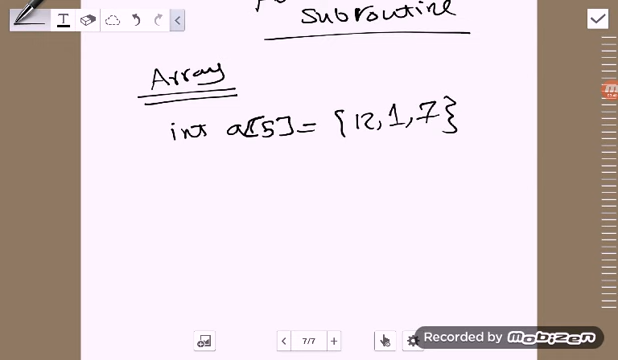 Subroutine
Array
int a[5] = {12, 1, 7}
T
7/7
Recorded by mobizen